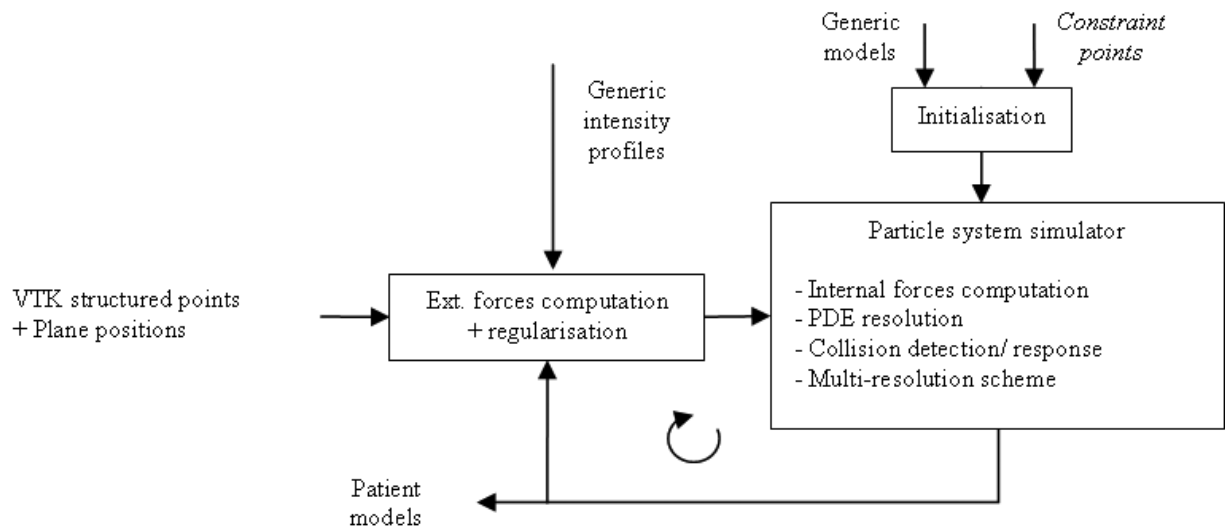 Generic
models
Constraint
points
Generic
intensity
profiles
Initialisation
Particle system simulator
- Internal forces computation
- PDE resolution
- Collision detection/ response
- Multi-resolution scheme
VTK structured points
+ Plane positions
Ext. forces computation
+ regularisation
Patient
models